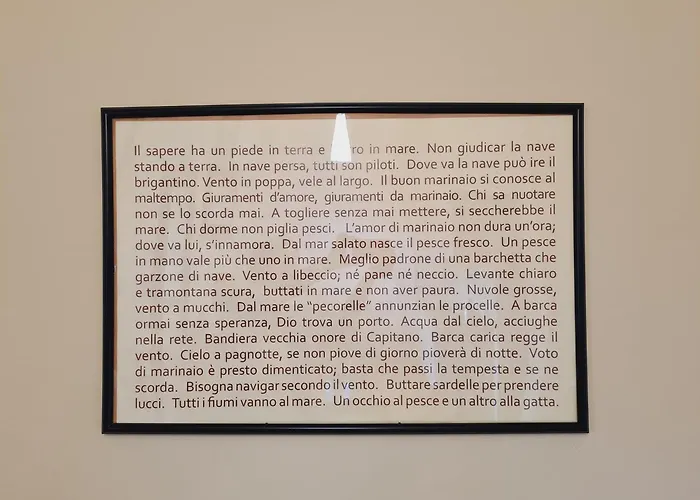 Il sapere ha un piede in terra e in mare. Non giudicar la nave
stando a terra. In nave persa, tutti son piloti. Dove va la nave può ire il
brigantino. Vento in poppa, vele al largo. Il buon marinaio si conosce al
maltempo. Giuramenti d'amore, giuramenti da marinaio. Chi sa nuotare
non se lo scorda mai. A togliere senza mai mettere, si seccherebbe il
mare. Chi dorme non piglia pesci. L'amor di marinaio non dura un'ora;
dove va lui, s'innamora. Dal mar salato nasce il pesce fresco. Un pesce
in mano vale più che uno in mare. Meglio padrone di una barchetta che
garzone di nave. Vento a libeccio; né pane né neccio. Levante chiaro
e tramontana scura, buttati in mare e non aver paura. Nuvole grosse,
vento a mucchi. Dal mare le “pecorelle” annunzian le procelle. A barca
ormai senza speranza, Dio trova un porto. Acqua dal cielo, acciughe
nella rete. Bandiera vecchia onore di Capitano. Barca carica regge il
vento. Cielo a pagnotte, se non piove di giorno pioverà di notte. Voto
di marinaio è presto dimenticato; basta che passi la tempesta e se ne
scorda. Bisogna navigar secondo il vento. Buttare sardelle per prendere
lucci. Tutti i fiumi vanno al mare. Un occhio al pesce e un altro alla gatta.